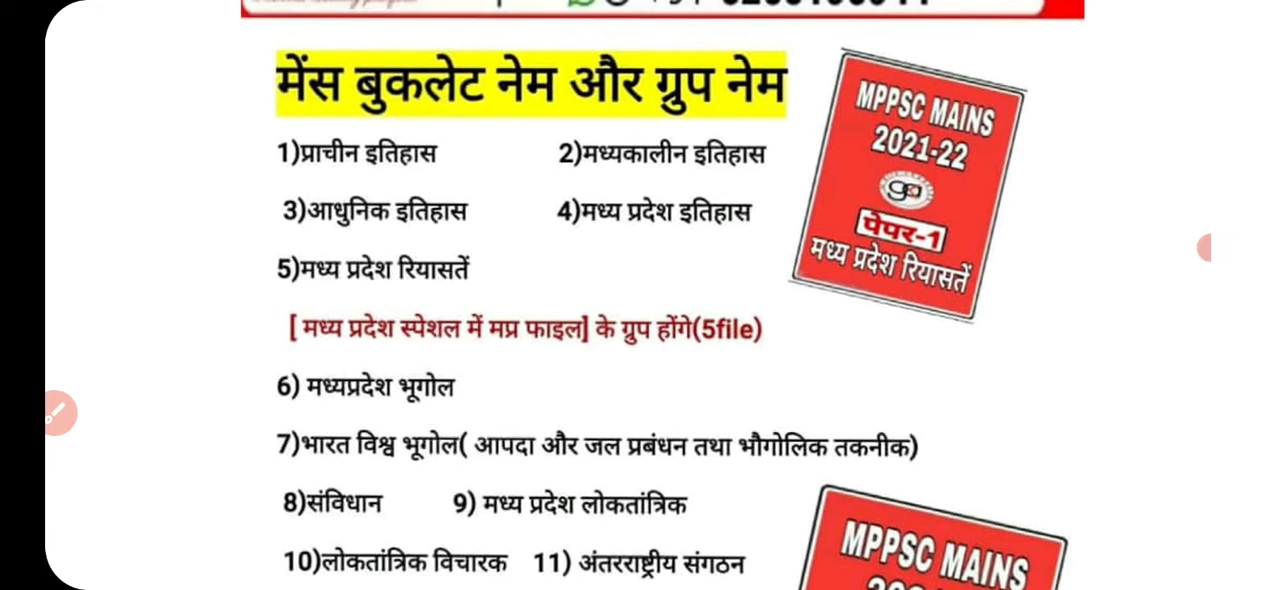 मेंस बुकलेट नेम और ग्रुप नेम
1)प्राचीन इतिहास 2)मध्यकालीन इतिहास
3)आधुनिक इतिहास 4)मध्य प्रदेश इतिहास
5)मध्य प्रदेश रियासतें
[ मध्य प्रदेश स्पेशल में मप्र फाइल] के ग्रुप होंगे(5file)
6) मध्यप्रदेश भूगोल
7)भारत विश्व भूगोल( आपदा और जल प्रबंधन तथा भौगोलिक तकनीक)
8)संविधान 9) मध्य प्रदेश लोकतांत्रिक
10)लोकतांत्रिक विचारक 11) अंतरराष्ट्रीय संगठन
MPPSC MAINS
2021-22
पेपर-1
मध्य प्रदेश रियासतें
MPPSC MAINS